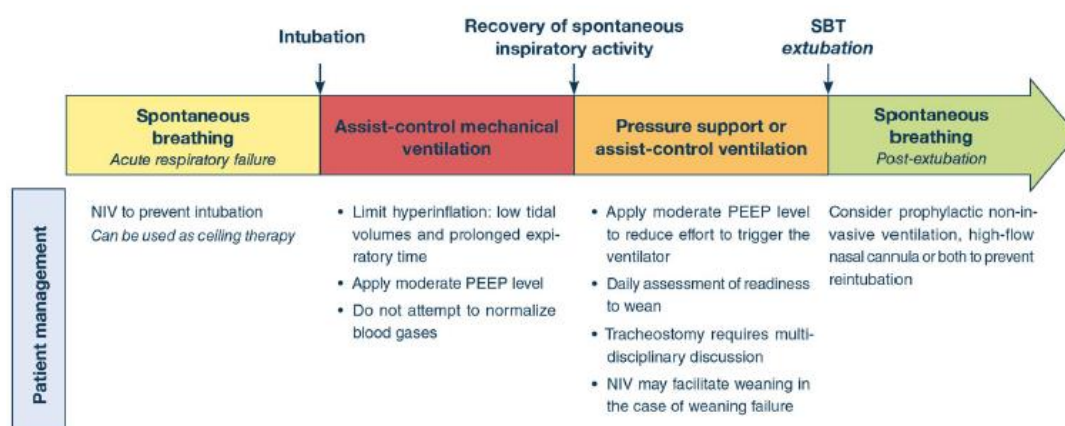 Intubation
Recovery of spontaneous
inspiratory activity
SBT
extubation
Spontaneous
breathing
Acute respiratory failure
Assist-control mechanical
ventilation
Pressure support or
assist-control ventilation
Spontaneous
breathing
Post-extubation
Patient management
NIV to prevent intubation
Can be used as ceilling therapy
• Limit hyperinflation: low tidal
volumes and prolonged expi-
ratory time
• Apply moderate PEEP level
• Do not attempt to normalize
blood gases
• Apply moderate PEEP level
to reduce effort to trigger the
ventilator
• Daily assessment of readiness
to wean
• Tracheostomy requires multi-
disciplinary discussion
• NIV may facilitate weaning in
the case of weaning failure
Consider prophylactic non-in-
vasive ventilation, high-flow
nasal cannula or both to prevent
reintubation